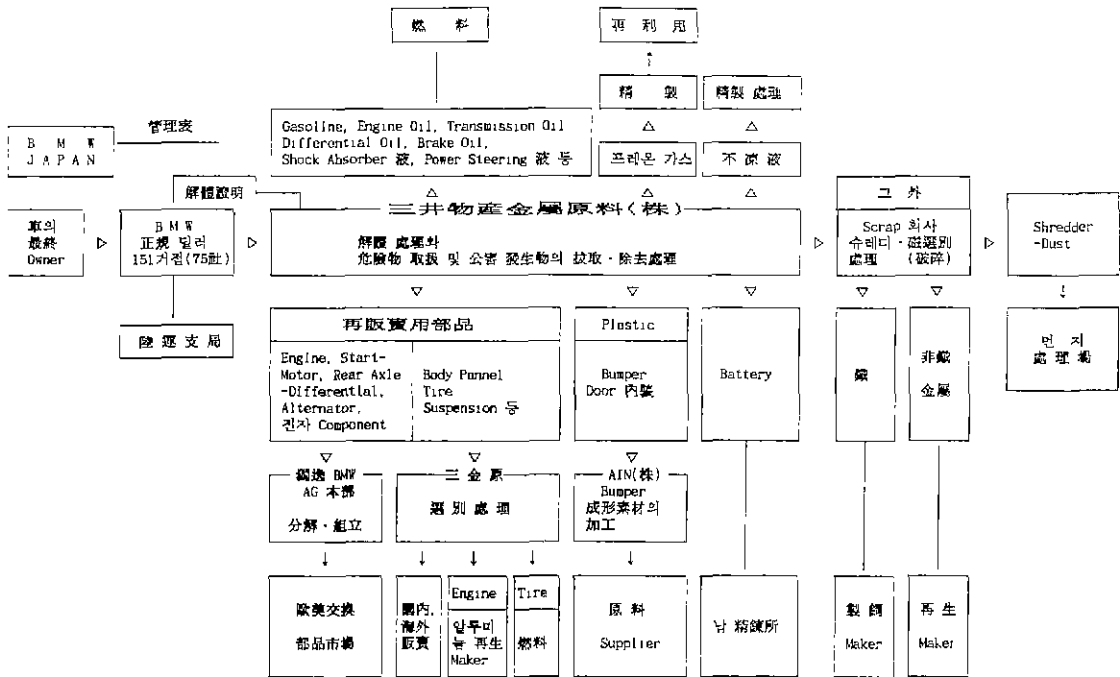 燃 料
再 利 用
精 製
精製 處理
管理表
B M W
J A P A N
Gasoline, Engine Oil, Transmission Oil
Differential Oil, Brake Oil,
Shock Absorber 液, Power Steering 液 등
프레온 가스
不 凍 液
解體證明
그 外
車의
最終
Owner
B M W
正規 딜러
151거점(75社)
三井物産金屬原料(株)
解體 處理와
危險物 取扱 및 公害 發生物의 拔取·除去處理
Scrap 회사
슈레더·磁選別
處理 (破碎)
Shredder
-Dust
陸運支局
再販賣用部品
Engine, Start-
Motor, Rear Axle
-Differential,
Alternator,
전자 Component
Body Pannel
Tire
Suspension 등
Plastic
Bumper
Door 內裝
Battery
鐵
非鐵
金屬
먼 지
處理場
獨逸 BMW
AG 本部
分解·組立
三 金 原
選 別 處 理
AIN(株)
Bumper
成形素材의
加工
歐美交換
部品市場
國內,
海外
販賣
Engine
알루미
늄 再生
Maker
Tire
燃料
原 料
Supplier
납 精鍊所
製鋼
Maker
再 生
Maker